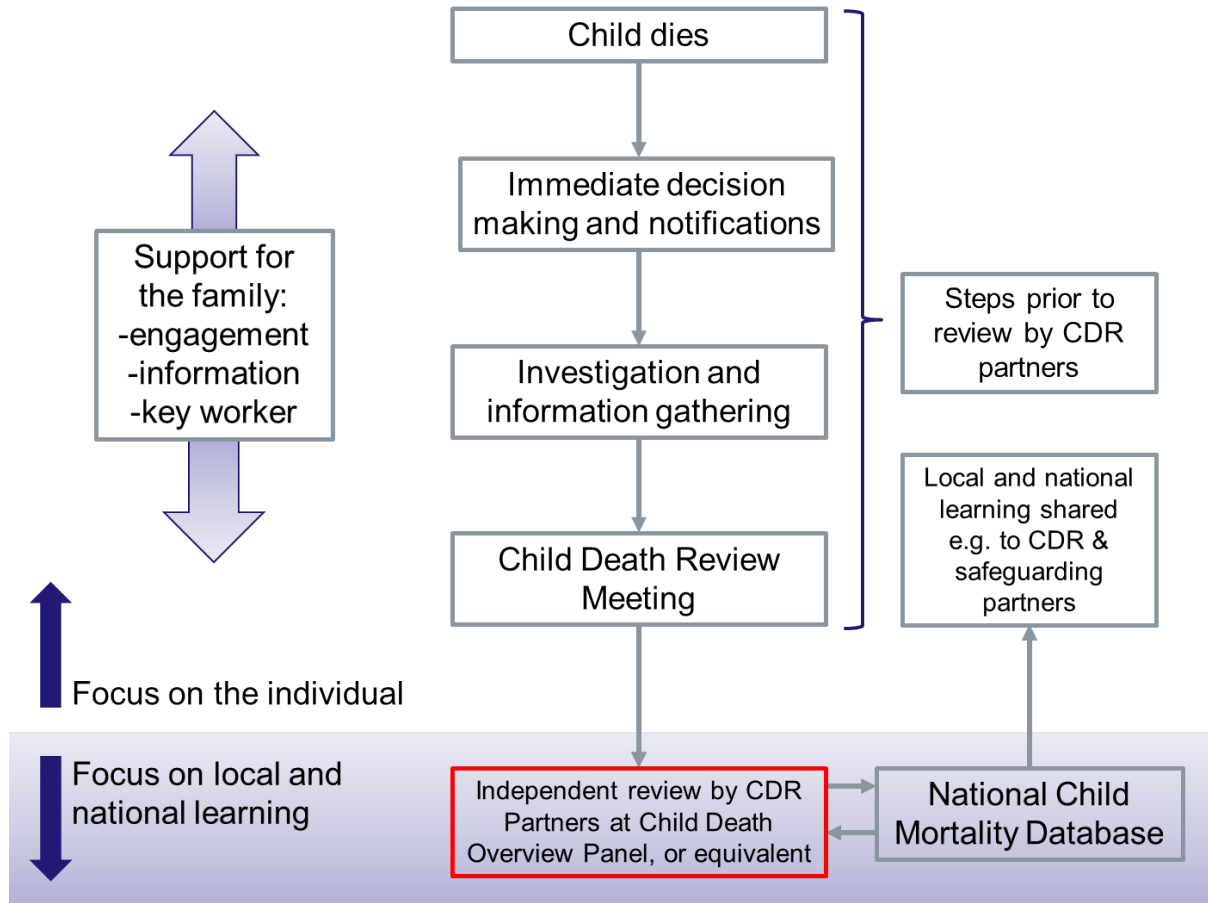 Child dies
Immediate decision
making and notifications
Support for
the family:
-engagement
-information
-key worker
Steps prior to
review by CDR
partners
Investigation and
information gathering
Local and national
learning shared
e.g. to CDR &
safeguarding
partners
Child Death Review
Meeting
Focus on the individual
Focus on local and
national learning
Independent review by CDR
Partners at Child Death
Overview Panel, or equivalent
National Child
Mortality Database